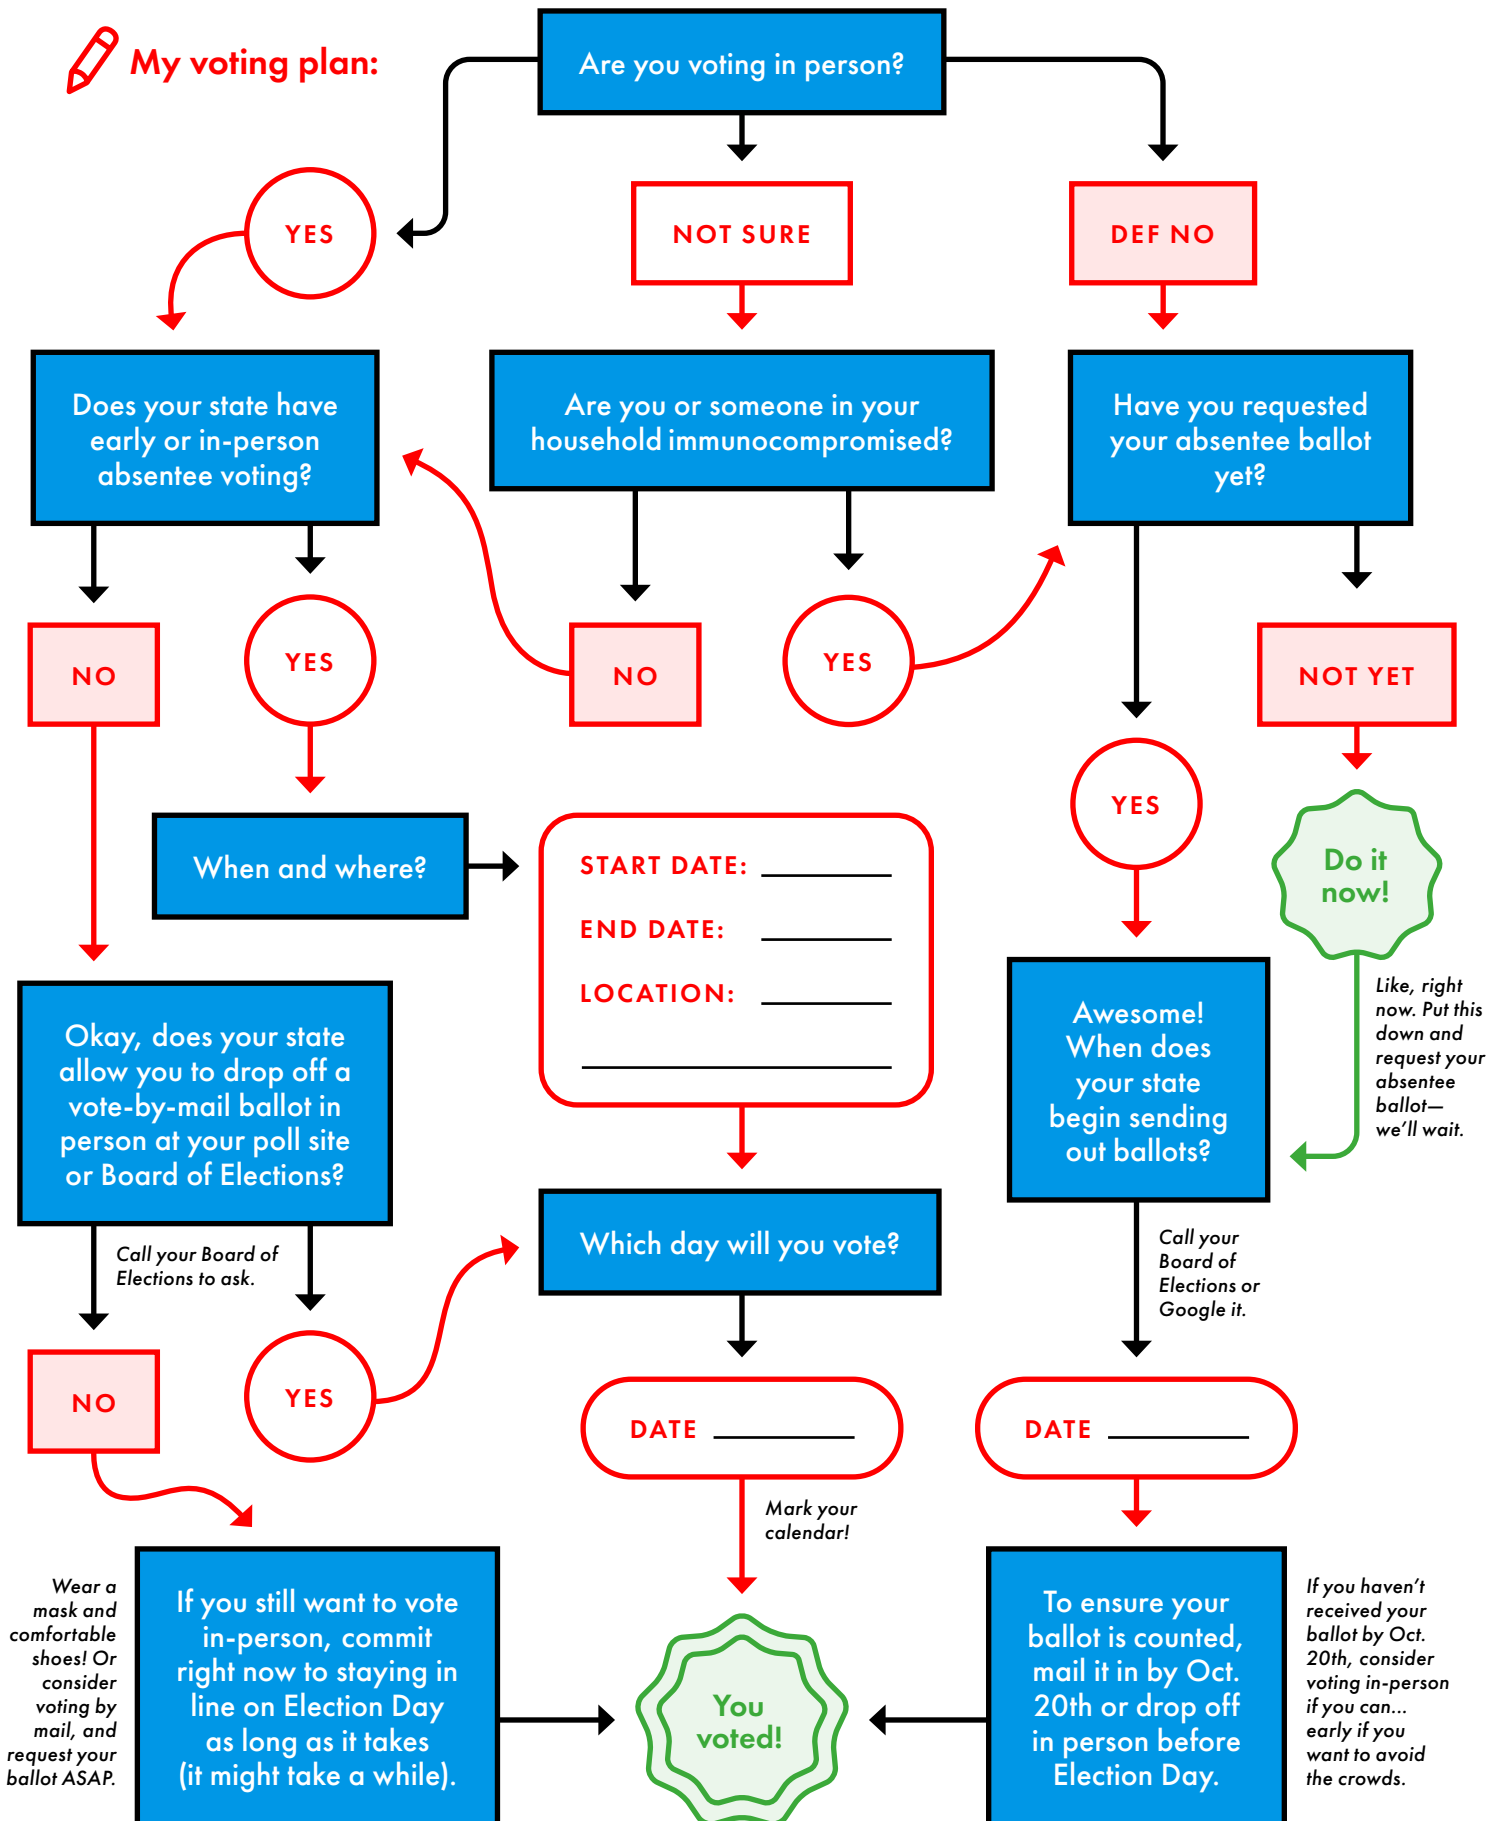 My voting plan:
Are you voting in person?
YES
NOT SURE
DEF NO
Does your state have
early or in-person
absentee voting?
Are you or someone in your
household immunocompromised?
Have you requested
your absentee ballot
yet?
NO
YES
NO
YES
NOT YET
YES
Do it
now!
When and where?
START DATE:
END DATE:
LOCATION:
Like, right
now. Put this
down and
request your
absentee
ballot—
we'll wait.
Okay, does your state
allow you to drop off a
vote-by-mail ballot in
person at your poll site
or Board of Elections?
Awesome!
When does
your state
begin sending
out ballots?
Call your Board of
Elections to ask.
Which day will you vote?
Call your
Board of
Elections or
Google it.
NO
YES
DATE
DATE
Mark your
calendar!
Wear a
mask and
comfortable
shoes! Or
consider
voting by
mail, and
request your
ballot ASAP.
If you still want to vote
in-person, commit
right now to staying in
line on Election Day
as long as it takes
(it might take a while).
You
voted!
To ensure your
ballot is counted,
mail it in by Oct.
20th or drop off
in person before
Election Day.
If you haven't
received your
ballot by Oct.
20th, consider
voting in-person
if you can...
early if you
want to avoid
the crowds.